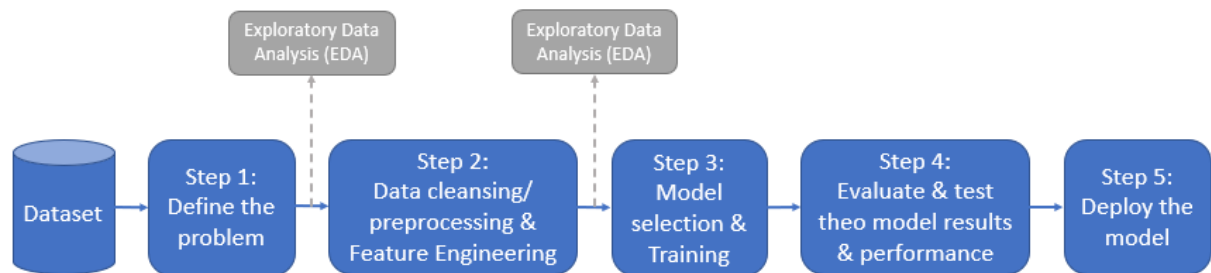 Exploratory Data
Analysis (EDA)
Exploratory Data
Analysis (EDA)
Dataset
Step 1:
Define the
problem
Step 2:
Data cleansing/
preprocessing &
Feature Engineering
Step 3:
Model
selection &
Training
Step 4:
Evaluate & test
theo model results
& performance
Step 5:
Deploy the
model